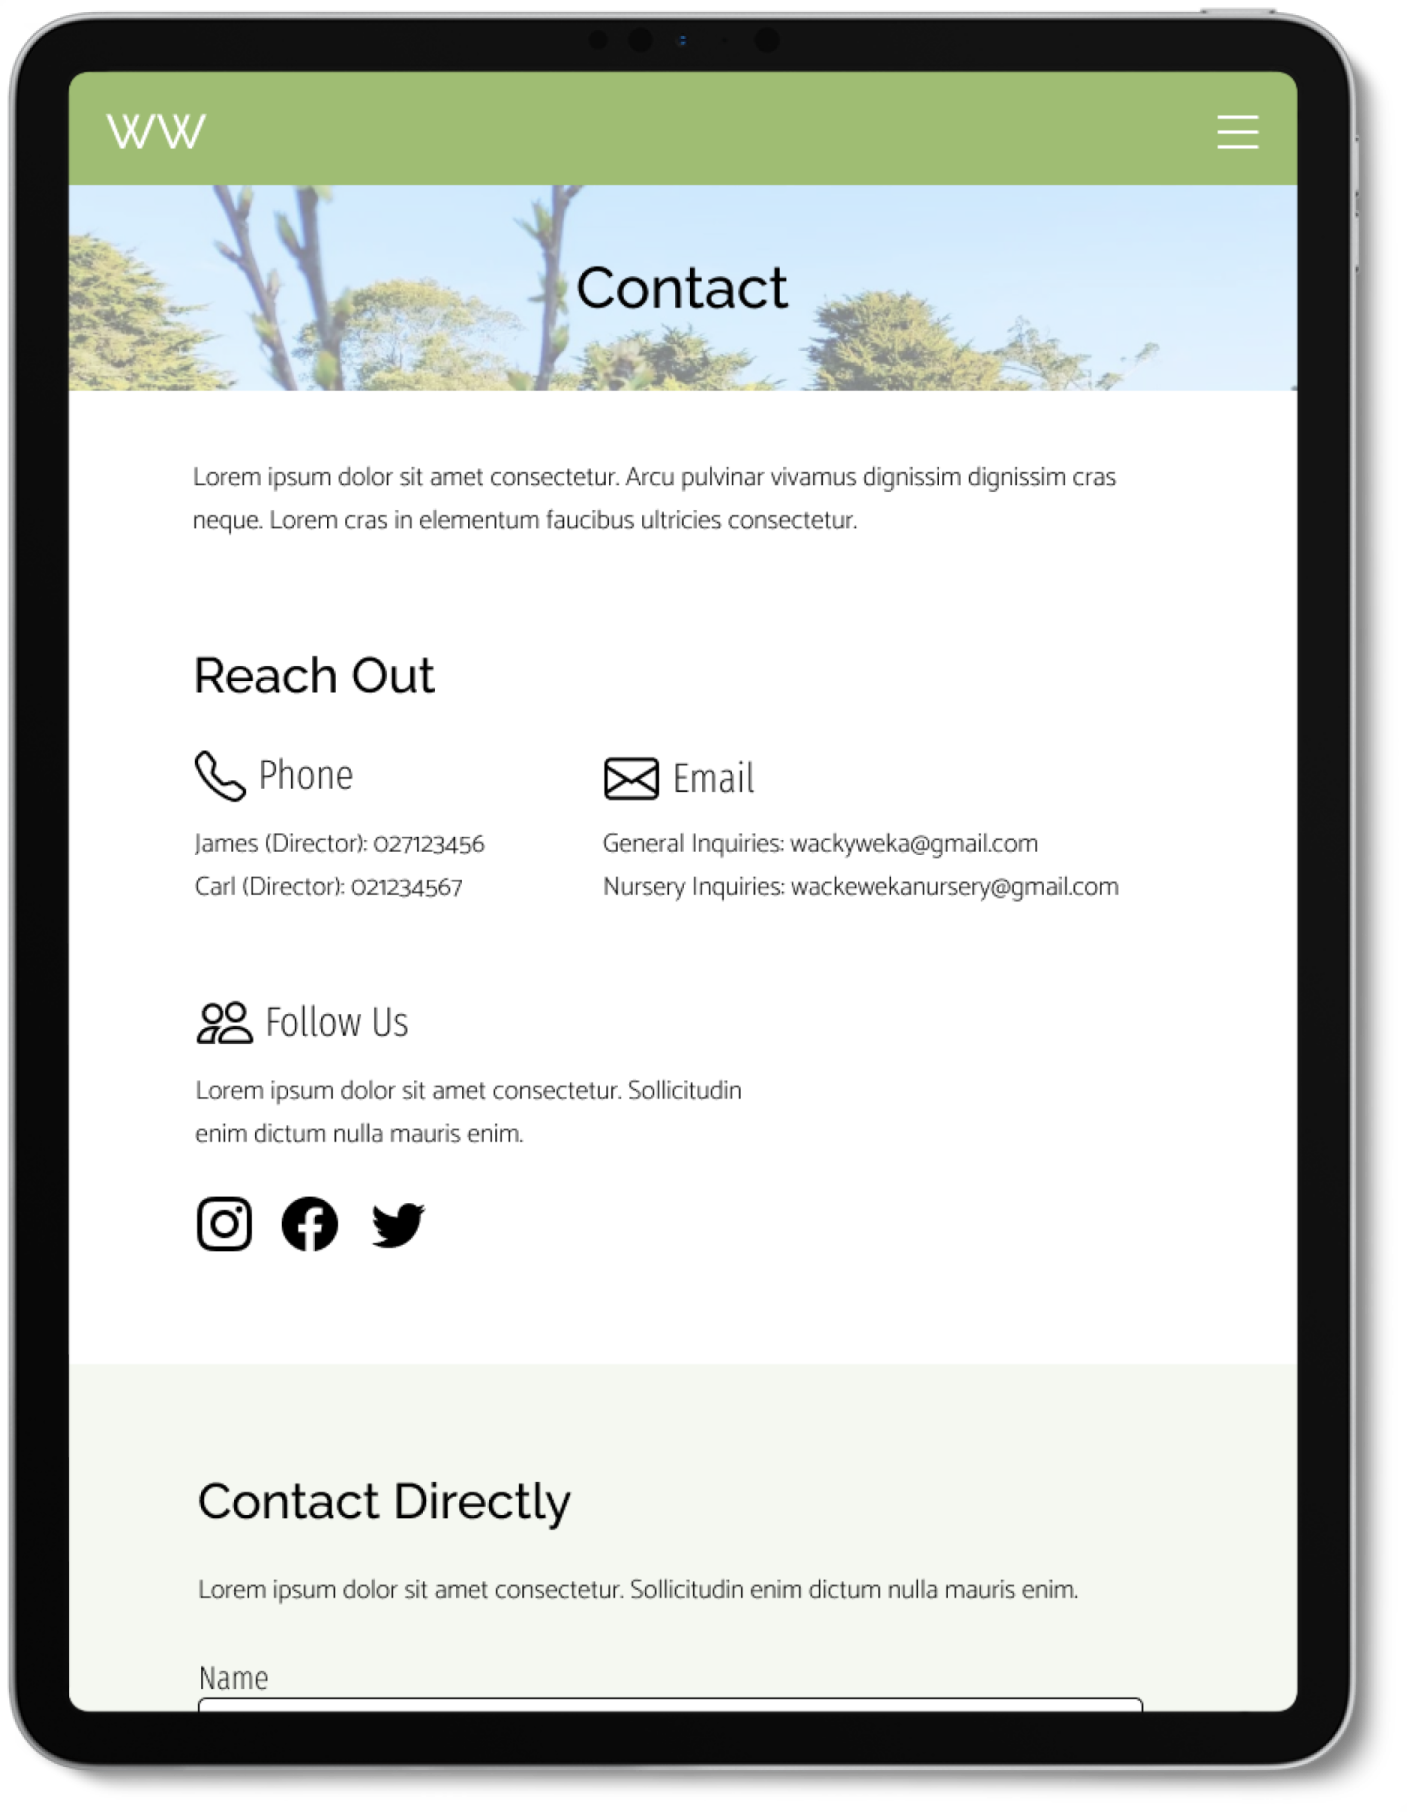 WW
Contact
Lorem ipsum dolor sit amet consectetur. Arcu pulvinar vivamus dignissim dignissim cras
neque. Lorem cras in elementum faucibus ultricies consectetur.
Reach Out
Phone
James (Director): 027123456
Carl (Director): 021234567
Email
General Inquiries: wackyweka@gmail.com
Nursery Inquiries: wackewekanursery@gmail.com
Follow Us
Lorem ipsum dolor sit amet consectetur. Sollicitudin
enim dictum nulla mauris enim.
Contact Directly
Lorem ipsum dolor sit amet consectetur. Sollicitudin enim dictum nulla mauris enim.
Name